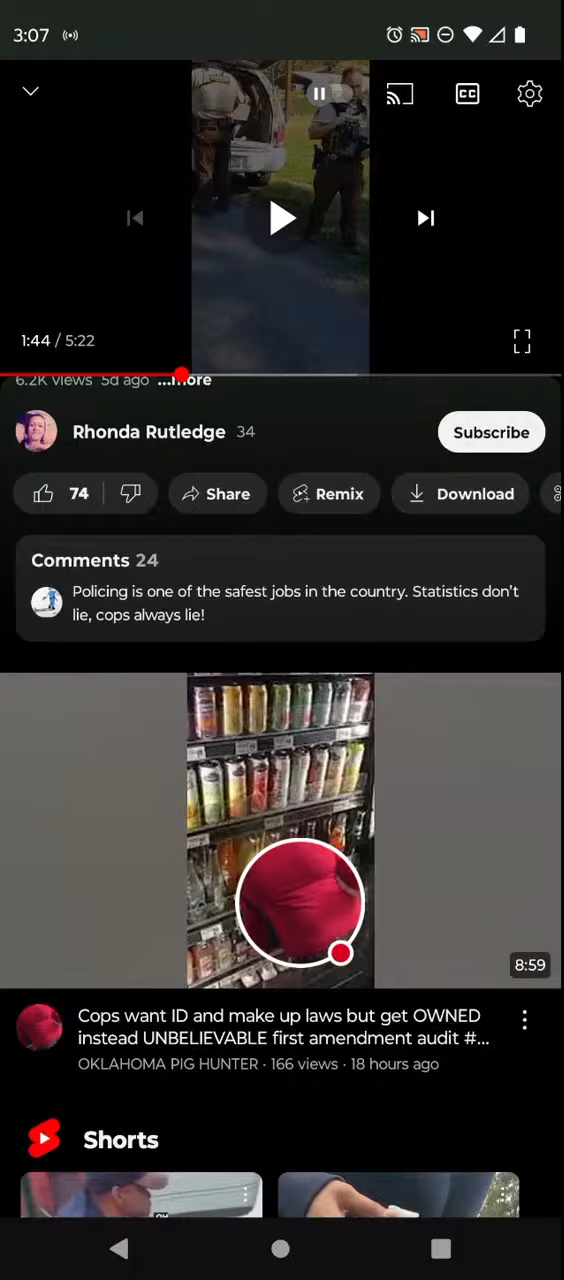 3:07
CC
1:44 / 5:22
6.2K views 5d ago ...more
Rhonda Rutledge 34
Subscribe
74
Share
Remix
Download
Comments 24
Policing is one of the safest jobs in the country. Statistics don't
lie, cops always lie!
8:59
Cops want ID and make up laws but get OWNED
instead UNBELIEVABLE first amendment audit #...
OKLAHOMA PIG HUNTER · 166 views · 18 hours ago
Shorts